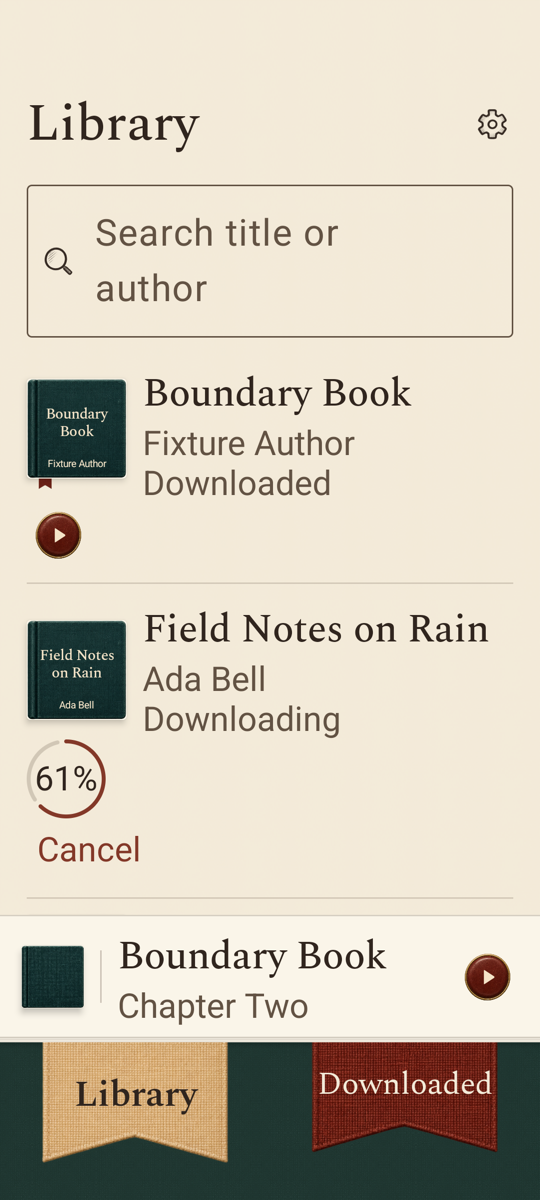 Library
Search title or
author
Boundary
Book
Fixture Author
Boundary Book
Fixture Author
Downloaded
Field Notes
on Rain
Ada Bell
Field Notes on Rain
Ada Bell
Downloading
61%
Cancel
Boundary Book
Chapter Two
Library
Downloaded